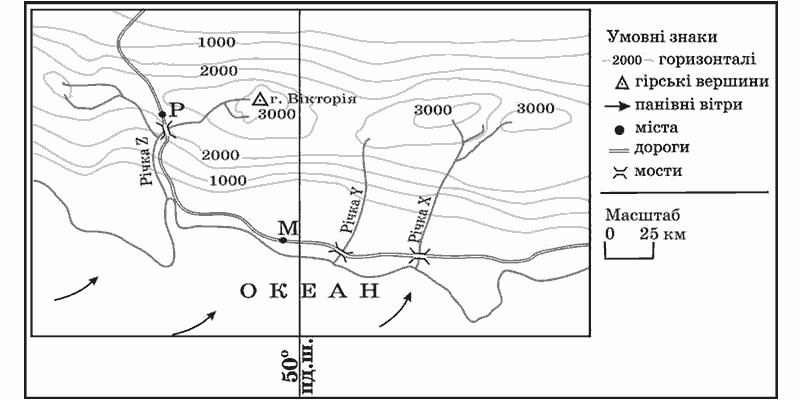 1000
2000
г. Вікторія
3000
3000
3000
P
Річка Z
2000
1000
Річка Y
Річка X
M
ОКЕАН
50°
пд.ш.
Умовні знаки
2000 горизонталі
гірські вершини
панівні вітри
міста
дороги
мости
Масштаб
0 25 км